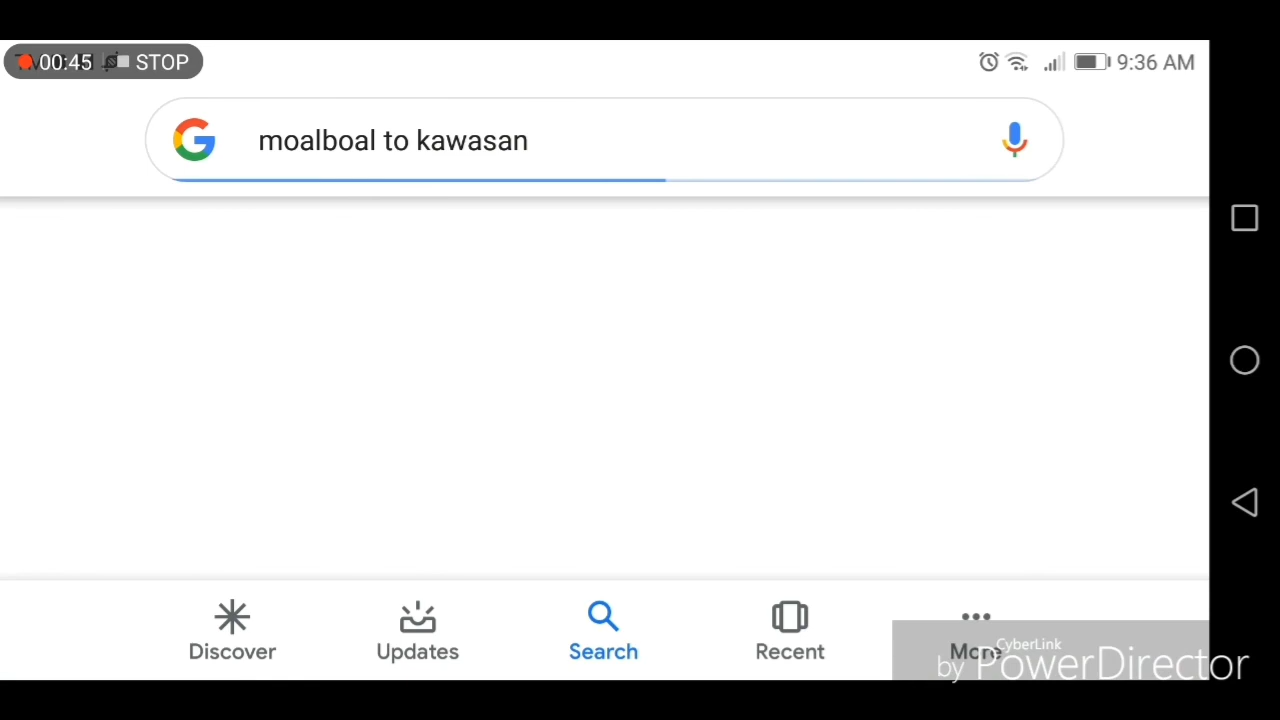 00:45 STOP
9:36 AM
moalboal to kawasan
Discover
Updates
Search
Recent
More
CyberLink
by PowerDirector